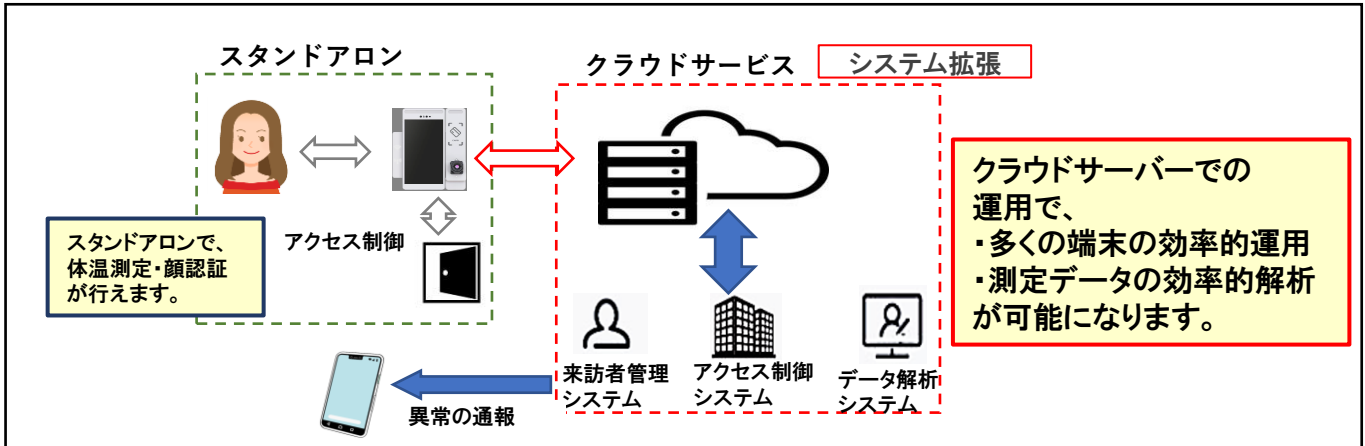 スタンドアロン
クラウドサービス
システム拡張
スタンドアロンで、
体温測定・顔認証
が行えます。
アクセス制御
クラウドサーバーでの
運用で、
・多くの端末の効率的運用
・測定データの効率的解析
が可能になります。
来訪者管理
システム
アクセス制御
システム
データ解析
システム
異常の通報